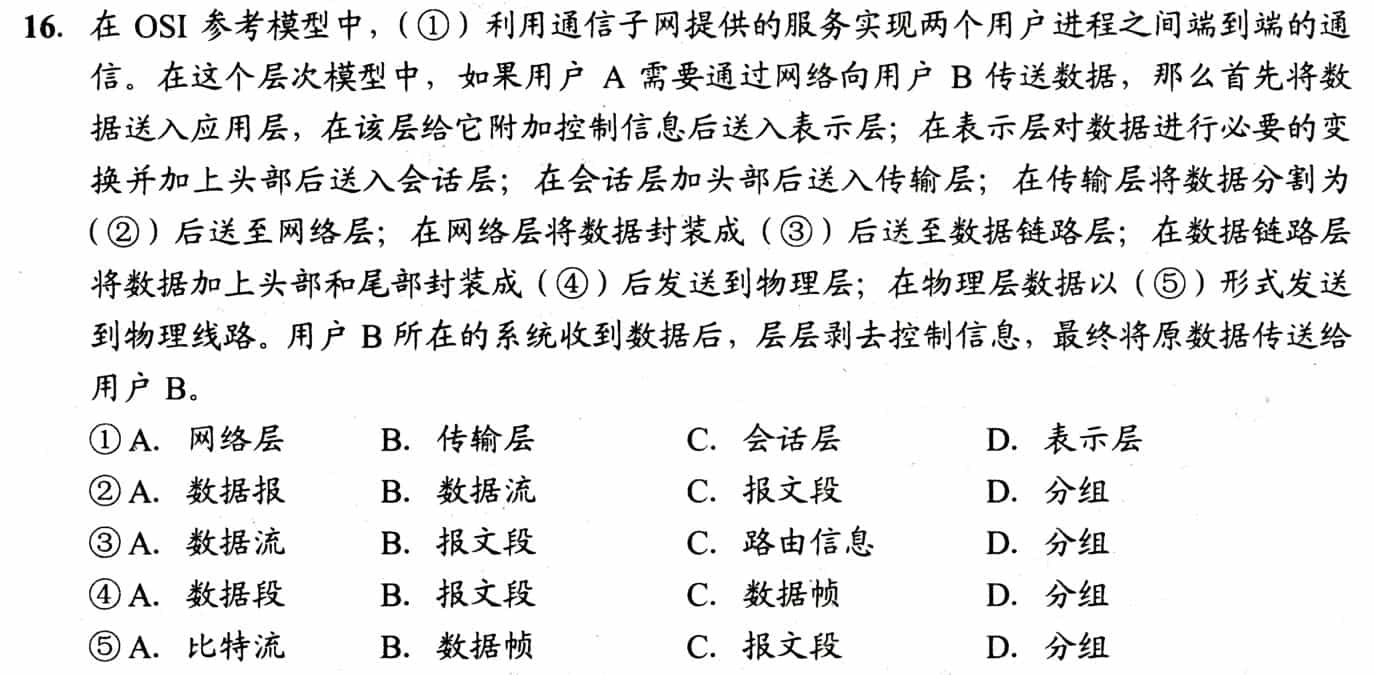 16. 在 OSI 参考模型中，(①) 利用通信子网提供的服务实现两个用户进程之间端到端的通
信。在这个层次模型中，如果用户 A 需要通过网络向用户 B 传送数据，那么首先将数
据送入应用层，在该层给它附加控制信息后送入表示层；在表示层对数据进行必要的变
换并加上头部后送入会话层；在会话层加头部后送入传输层；在传输层将数据分割为
(②) 后送至网络层；在网络层将数据封装成 (③) 后送至数据链路层；在数据链路层
将数据加上头部和尾部封装成 (④) 后发送到物理层；在物理层数据以 (⑤) 形式发送
到物理线路。用户 B 所在的系统收到数据后，层层剥去控制信息，最终将原数据传送给
用户 B。
① A. 网络层 B. 传输层 C. 会话层 D. 表示层
② A. 数据报 B. 数据流 C. 报文段 D. 分组
③ A. 数据流 B. 报文段 C. 路由信息 D. 分组
④ A. 数据段 B. 报文段 C. 数据帧 D. 分组
⑤ A. 比特流 B. 数据帧 C. 报文段 D. 分组